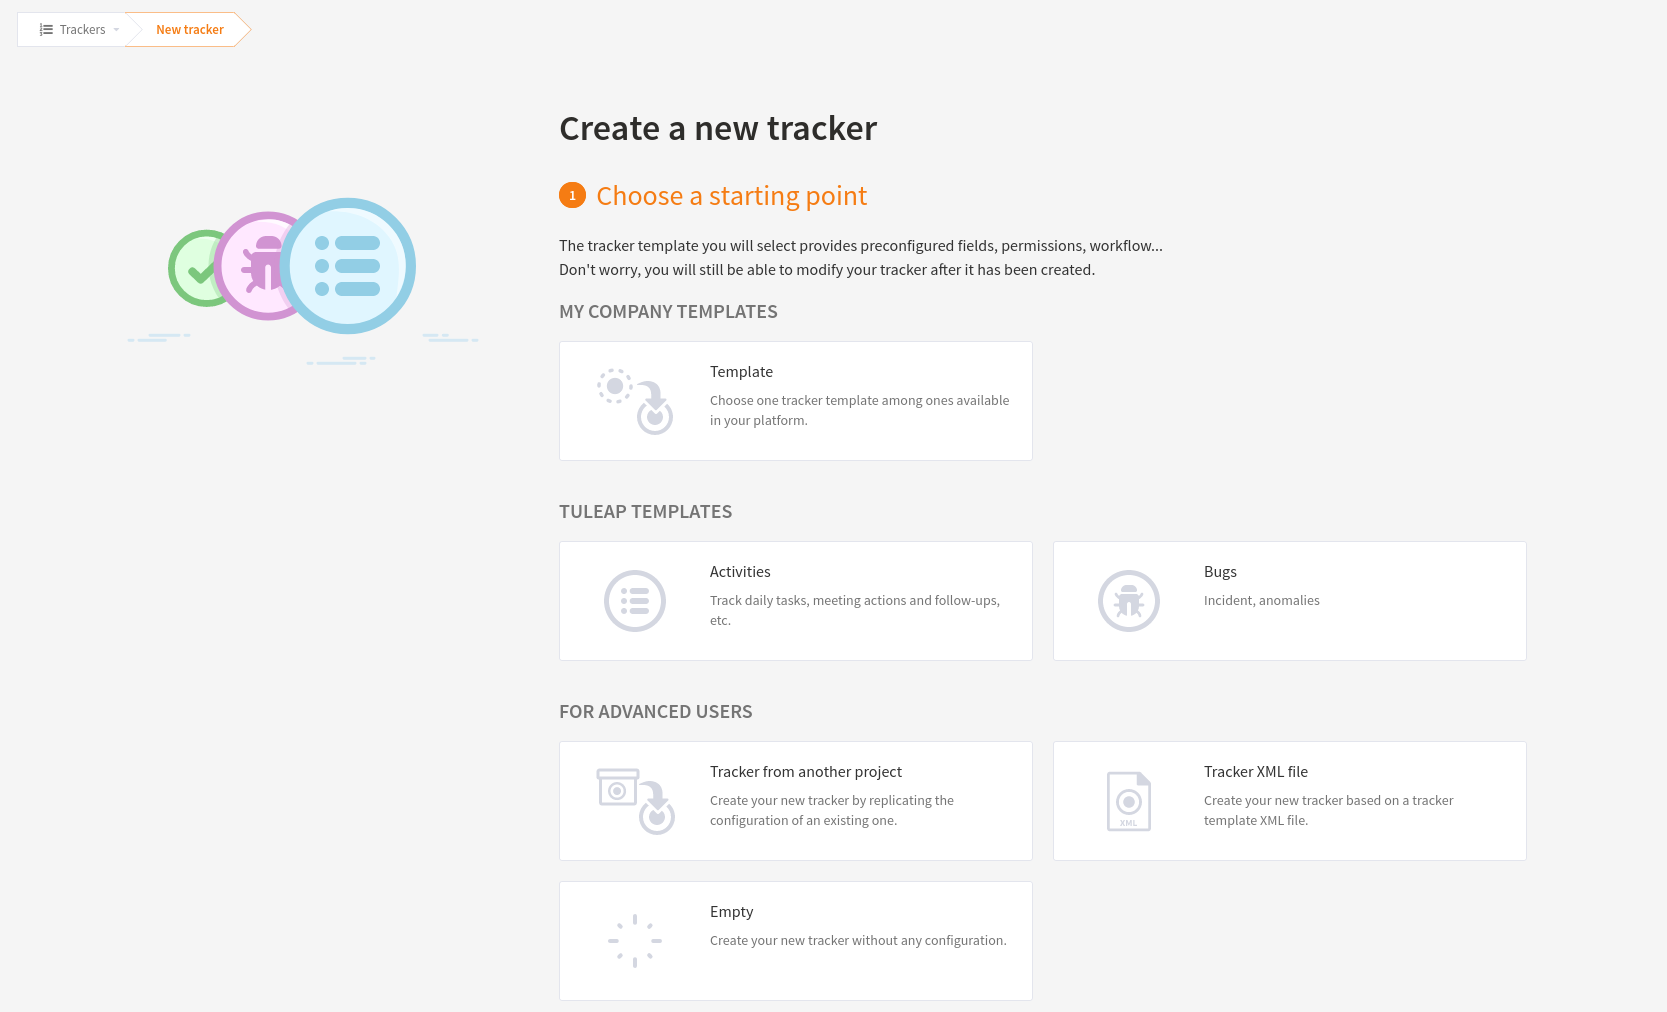 Trackers
New tracker
Create a new tracker
1 Choose a starting point
The tracker template you will select provides preconfigured fields, permissions, workflow...
Don't worry, you will still be able to modify your tracker after it has been created.
MY COMPANY TEMPLATES
Template
Choose one tracker template among ones available
in your platform.
TULEAP TEMPLATES
Activities
Track daily tasks, meeting actions and follow-ups,
etc.
Bugs
Incident, anomalies
FOR ADVANCED USERS
Tracker from another project
Create your new tracker by replicating the
configuration of an existing one.
XML
Tracker XML file
Create your new tracker based on a tracker
template XML file.
Empty
Create your new tracker without any configuration.